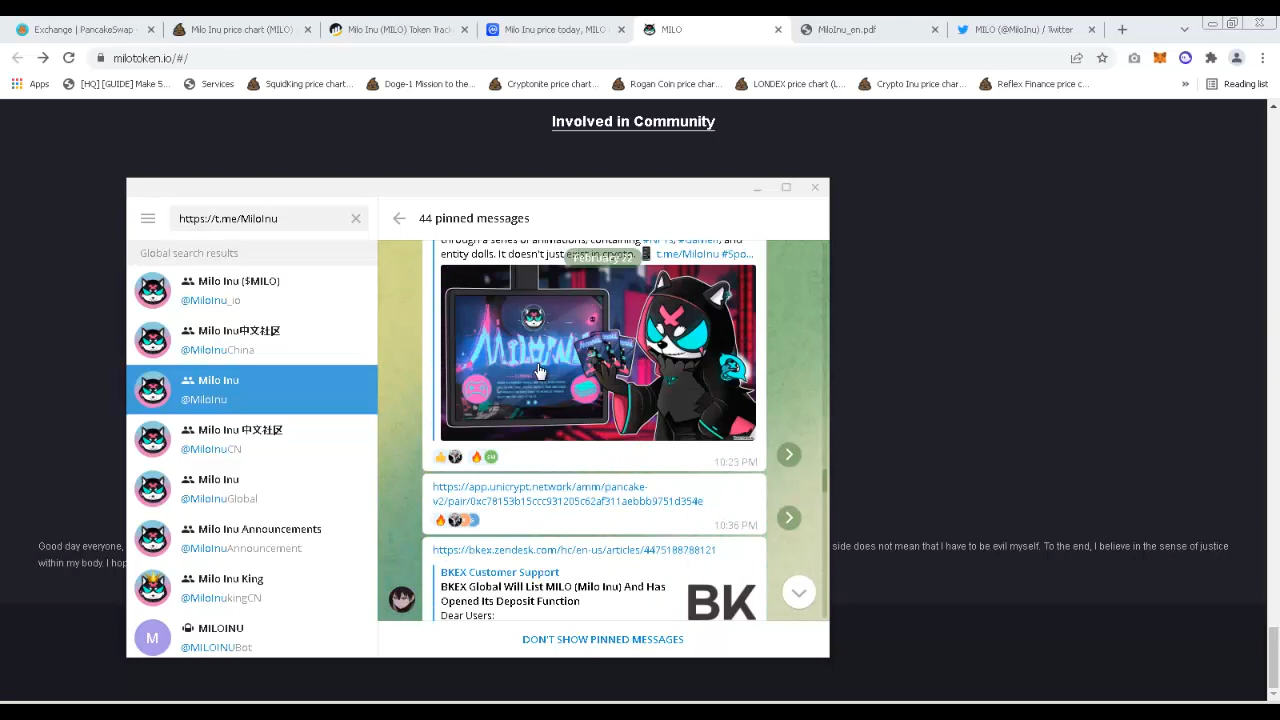 Exchange | PancakeSwap -
Milo Inu price chart (MILO)
Milo Inu (MILO) Token Track
Milo Inu price today, MILO
MILO
MiloInu_en.pdf
MILO (@MiloInu) / Twitter
milotoken.io/#/
Apps
[HQ] [GUIDE] Make 5...
Services
SquidKing price chart...
Doge-1 Mission to the...
Cryptonite price chart...
Rogan Coin price char...
LONDEX price chart (L...
Crypto Inu price char...
Reflex Finance price c...
»
Reading list
Involved in Community
https://t.me/MiloInu
44 pinned messages
Global search results
entity dolls. It doesn't just
t.me/MiloInu #Spo...
February 27
Milo Inu ($MILO)
@MiloInu_io
Milo Inu中文社区
@MiloInuChina
Milo Inu
@MiloInu
Milo Inu 中文社区
@MiloInuCN
Milo Inu
@MiloInuGlobal
Milo Inu Announcements
@MiloInuAnnouncement
Milo Inu King
@MiloInukingCN
M
MILOINU
@MILOINUBot
10:23 PM
https://app.unicrypt.network/amm/pancake-
v2/pair/0xc78153b15ccc931205c62af311aebbb9751d354e
10:36 PM
https://bkex.zendesk.com/hc/en-us/articles/4475188788121
BKEX Customer Support
BKEX Global Will List MILO (Milo Inu) And Has
Opened Its Deposit Function
Dear Users:
BK
DON'T SHOW PINNED MESSAGES
Good day everyone,
side does not mean that I have to be evil myself. To the end, I believe in the sense of justice
within my body. I hop